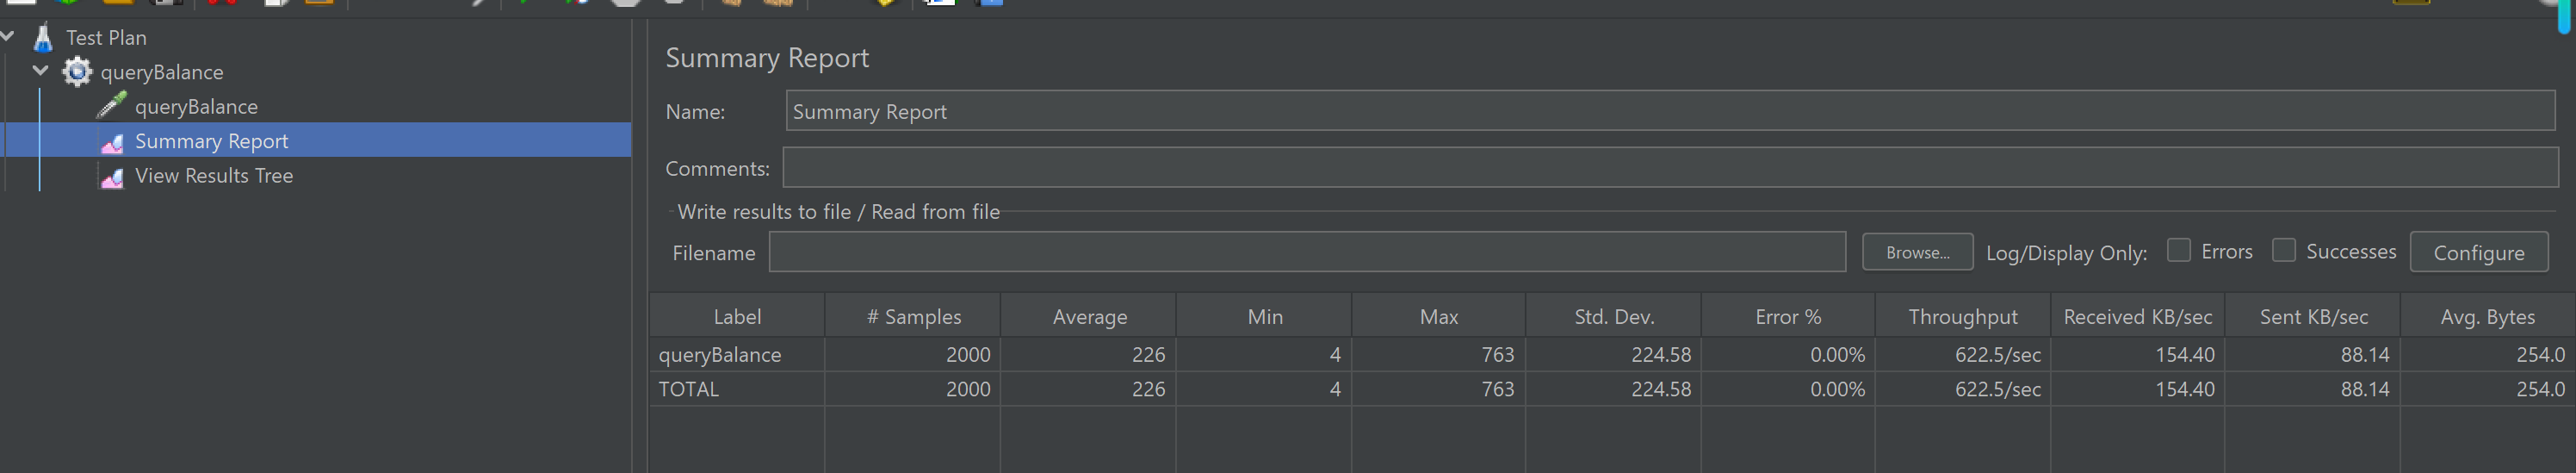 Test Plan
queryBalance
queryBalance
Summary Report
View Results Tree
Summary Report
Name: Summary Report
Comments:
Write results to file / Read from file
Filename Browse... Log/Display Only: Errors Successes Configure
Label # Samples Average Min Max Std. Dev. Error % Throughput Received KB/sec Sent KB/sec Avg. Bytes
queryBalance 2000 226 4 763 224.58 0.00% 622.5/sec 154.40 88.14 254.0
TOTAL 2000 226 4 763 224.58 0.00% 622.5/sec 154.40 88.14 254.0